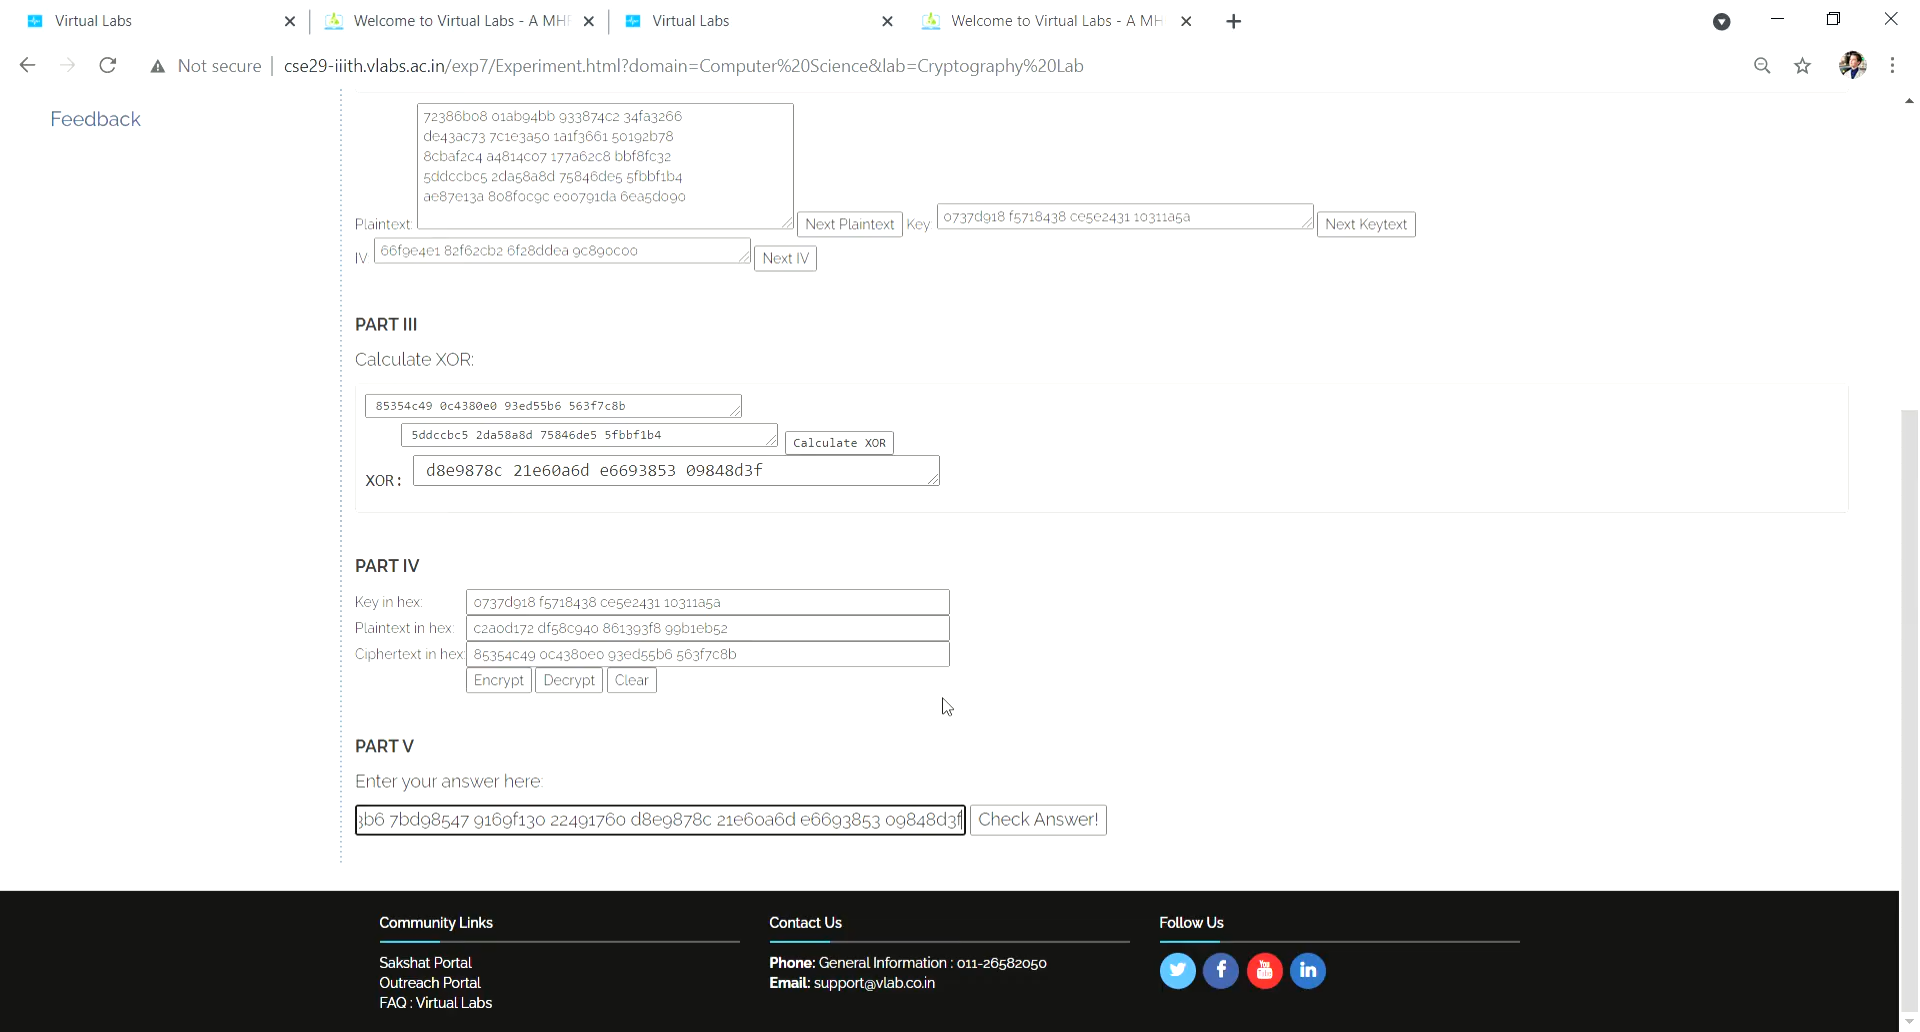 Virtual Labs
Welcome to Virtual Labs - A MHR
Virtual Labs
Welcome to Virtual Labs - A MH
Not secure | cse29-iiith.vlabs.ac.in/exp7/Experiment.html?domain=Computer%20Science&lab=Cryptography%20Lab
Feedback
72386b08 01ab94bb 933874c2 34fa3266
de43ac73 7c1e3a50 1a1f3661 50192b78
8cbaf2c4 a4814c07 177a62c8 bbf8fc32
5ddccbc5 2da58a8d 75846de5 5fbbf1b4
ae87e13a 808f0c9c e00791da 6ea5d090
Plaintext: Next Plaintext Key: 0737d918 f5718438 ce5e2431 10311a5a Next Keytext
IV 66f9e4e1 82f62cb2 6f28ddea 9c890c00 Next IV
PART III
Calculate XOR:
85354c49 0c4380e0 93ed55b6 563f7c8b
5ddccbc5 2da58a8d 75846de5 5fbbf1b4 Calculate XOR
XOR: d8e9878c 21e60a6d e6693853 09848d3f
PART IV
Key in hex: 0737d918 f5718438 ce5e2431 10311a5a
Plaintext in hex: c2a0d172 df58c940 861393f8 99b1eb52
Ciphertext in hex: 85354c49 0c4380e0 93ed55b6 563f7c8b
Encrypt Decrypt Clear
PART V
Enter your answer here:
3b6 7bd98547 9169f130 22491760 d8e9878c 21e60a6d e6693853 09848d3f Check Answer!
Community Links
Sakshat Portal
Outreach Portal
FAQ : Virtual Labs
Contact Us
Phone: General Information : 011-26582050
Email: support@vlab.co.in
Follow Us
You
Tube
in